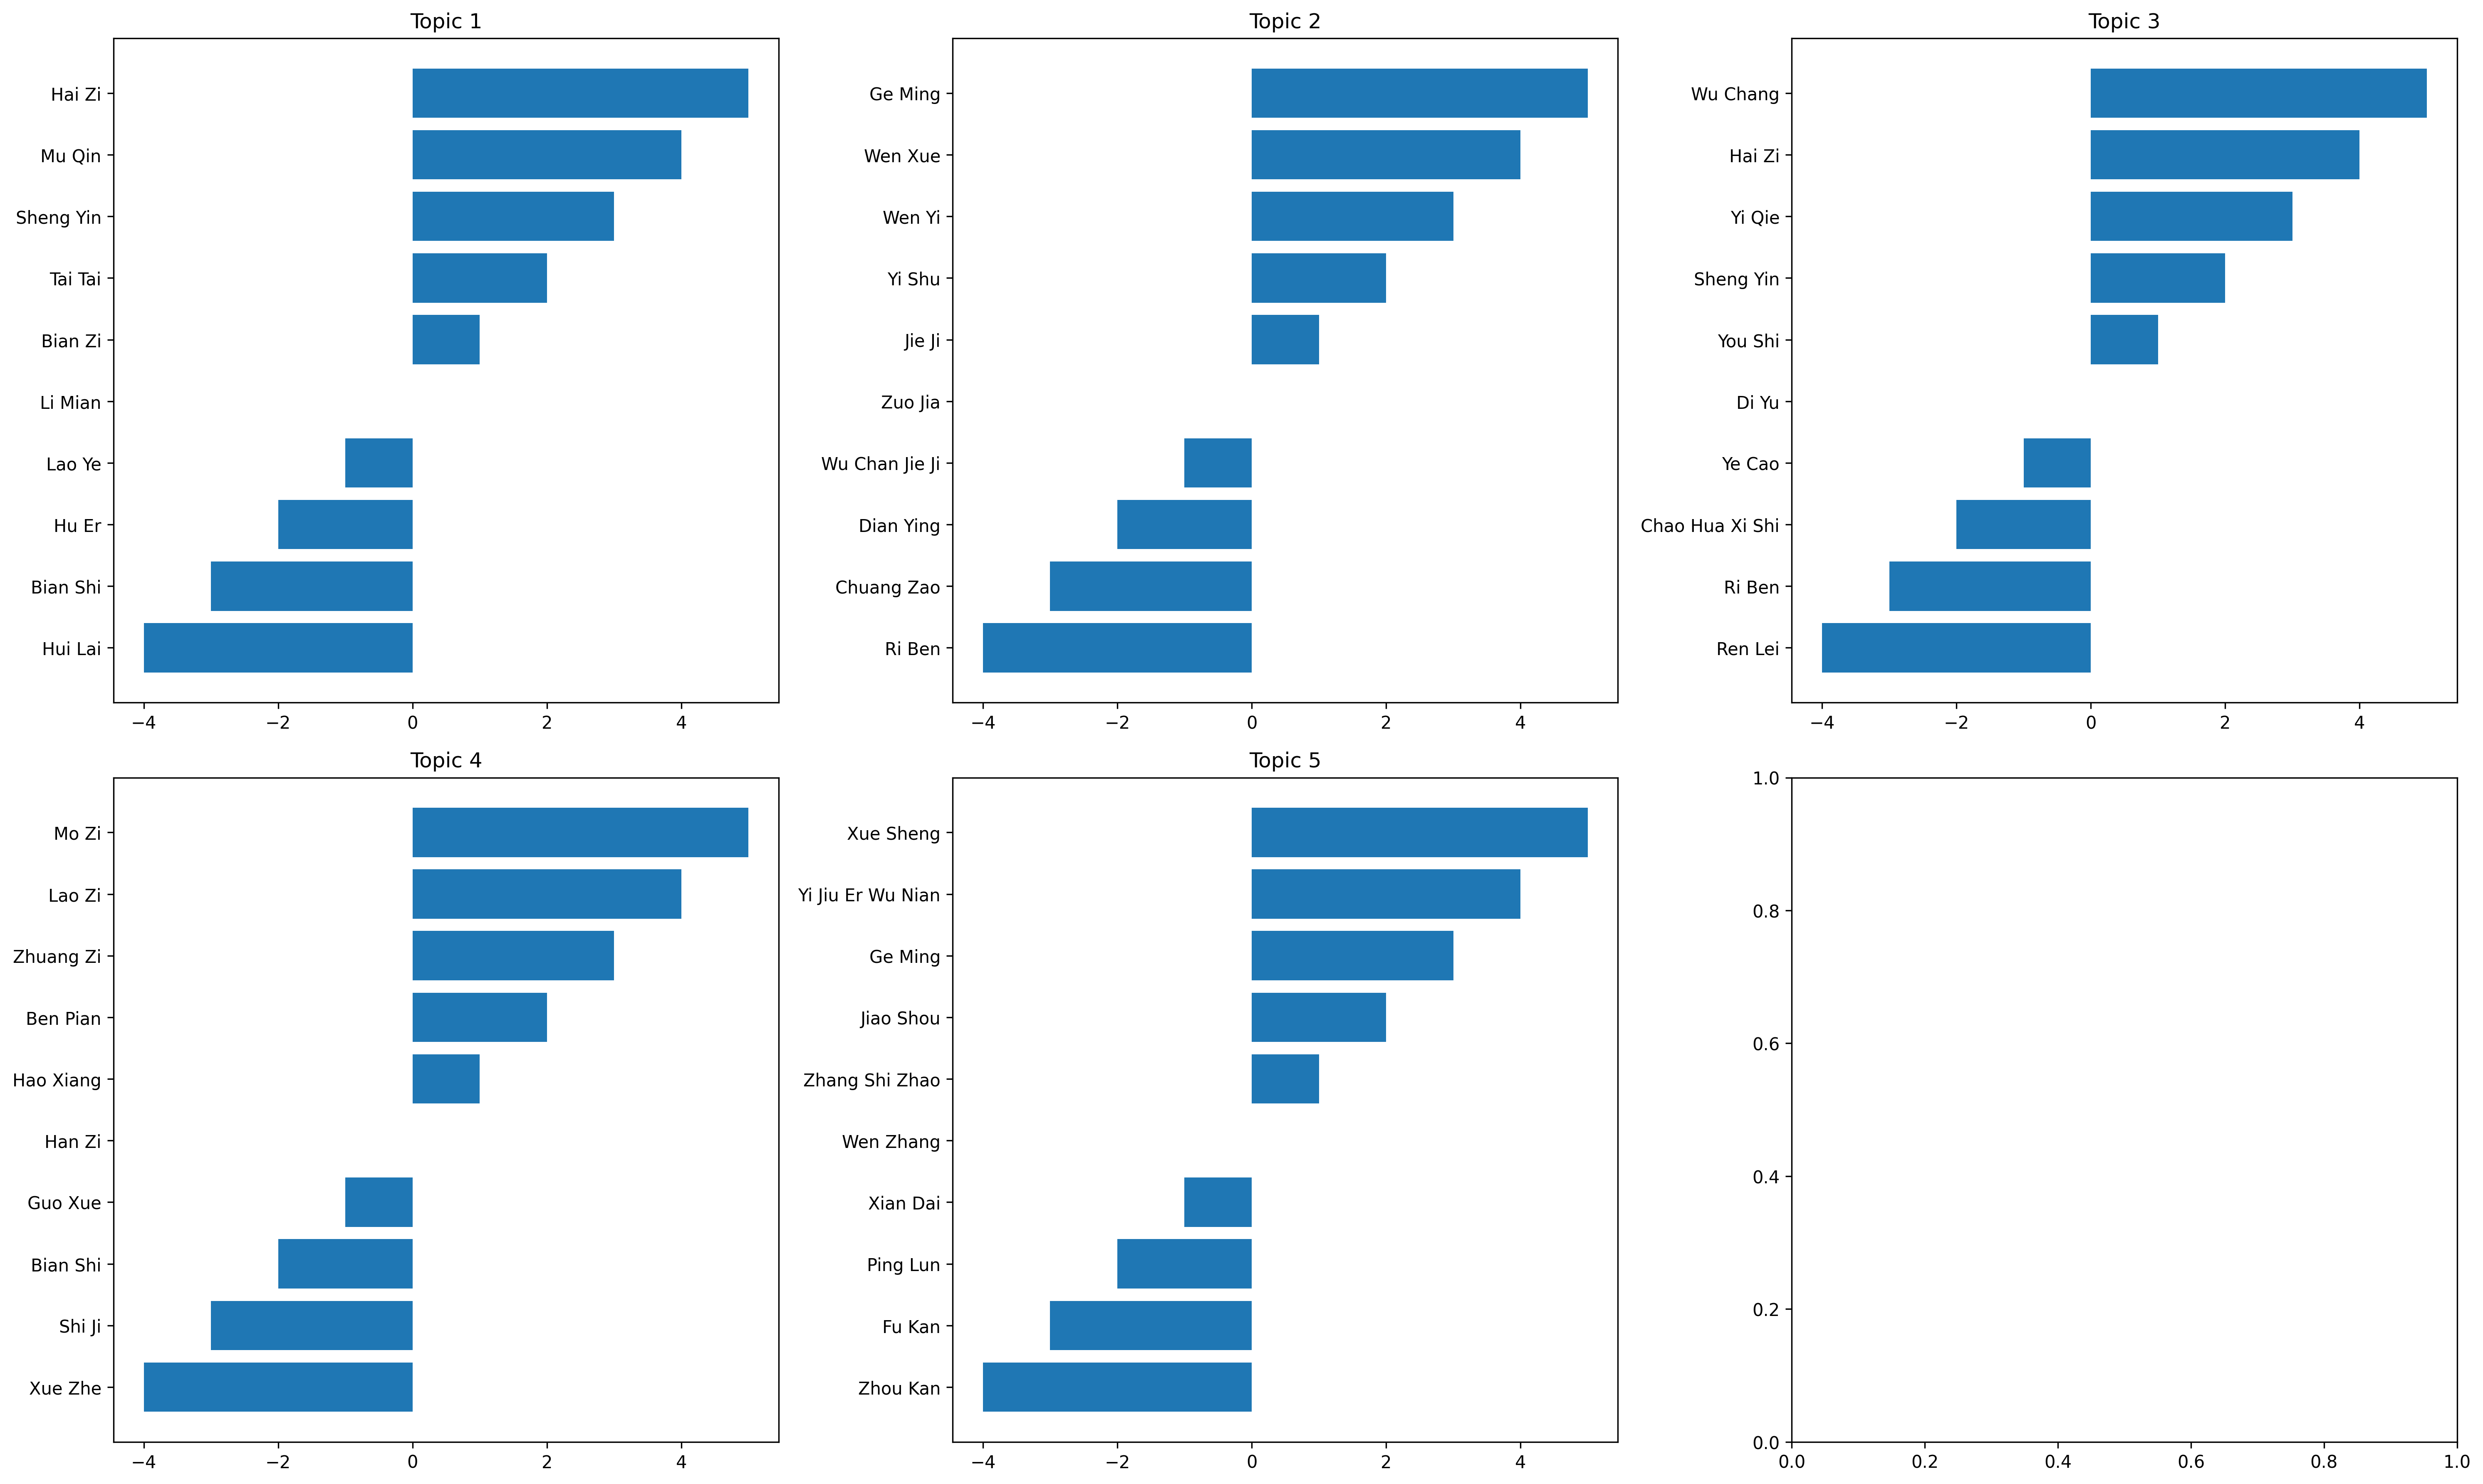 Topic 1
Hai Zi
Mu Qin
Sheng Yin
Tai Tai
Bian Zi
Li Mian
Lao Ye
Hu Er
Bian Shi
Hui Lai
−4 −2 0 2 4
Topic 2
Ge Ming
Wen Xue
Wen Yi
Yi Shu
Jie Ji
Zuo Jia
Wu Chan Jie Ji
Dian Ying
Chuang Zao
Ri Ben
−4 −2 0 2 4
Topic 3
Wu Chang
Hai Zi
Yi Qie
Sheng Yin
You Shi
Di Yu
Ye Cao
Chao Hua Xi Shi
Ri Ben
Ren Lei
−4 −2 0 2 4
Topic 4
Mo Zi
Lao Zi
Zhuang Zi
Ben Pian
Hao Xiang
Han Zi
Guo Xue
Bian Shi
Shi Ji
Xue Zhe
−4 −2 0 2 4
Topic 5
Xue Sheng
Yi Jiu Er Wu Nian
Ge Ming
Jiao Shou
Zhang Shi Zhao
Wen Zhang
Xian Dai
Ping Lun
Fu Kan
Zhou Kan
−4 −2 0 2 4
1.0
0.8
0.6
0.4
0.2
0.0
0.0 0.2 0.4 0.6 0.8 1.0